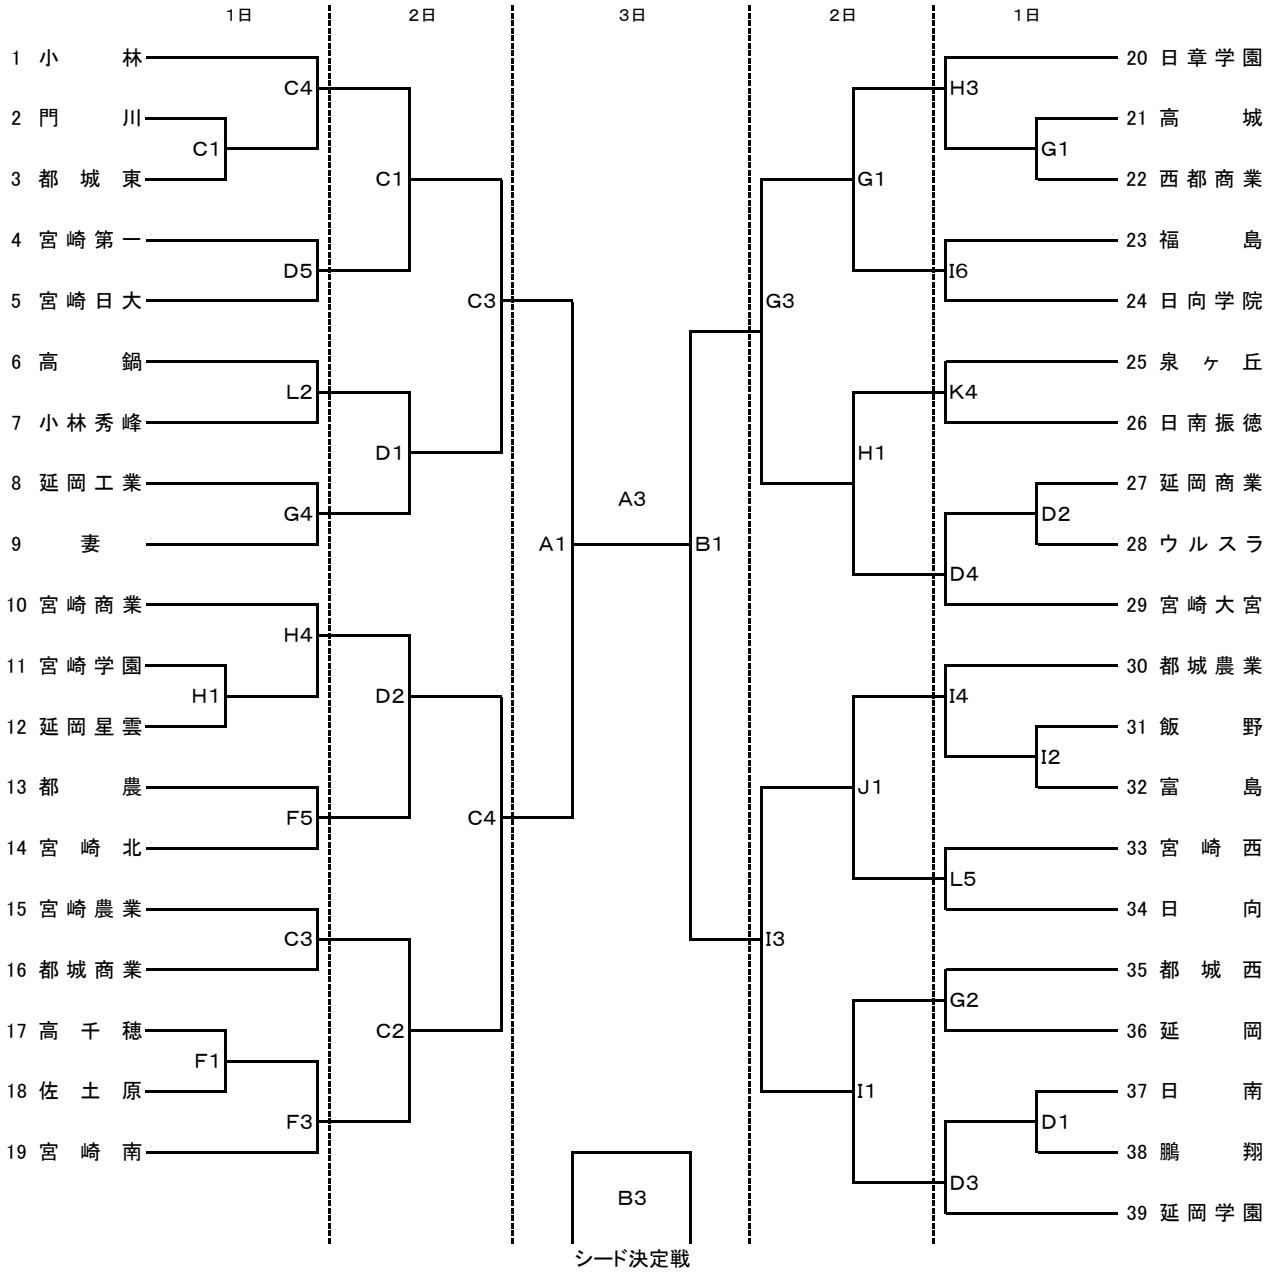 1日 2日 3日 2日 1日
1 小林
C4
2 門川
C1
3 都城東
C1
4 宮崎第一
D5
5 宮崎日大
C3
6 高鍋
L2
7 小林秀峰
D1
8 延岡工業
G4
9 妻
A1
10 宮崎商業
H4
11 宮崎学園
H1
12 延岡星雲
D2
13 都農
F5
14 宮崎北
C4
15 宮崎農業
C3
16 都城商業
C2
17 高千穂
F1
18 佐土原
F3
19 宮崎南
A3
B1
B3
シード決定戦
20 日章学園
H3
21 高城
G1
22 西都商業
G1
23 福島
I6
24 日向学院
G3
25 泉ヶ丘
K4
26 日南振徳
H1
27 延岡商業
D2
28 ウルスラ
D4
29 宮崎大宮
30 都城農業
I4
31 飯野
I2
32 富島
J1
33 宮崎西
L5
34 日向
I3
35 都城西
G2
36 延岡
I1
37 日南
D1
38 鵬翔
D3
39 延岡学園